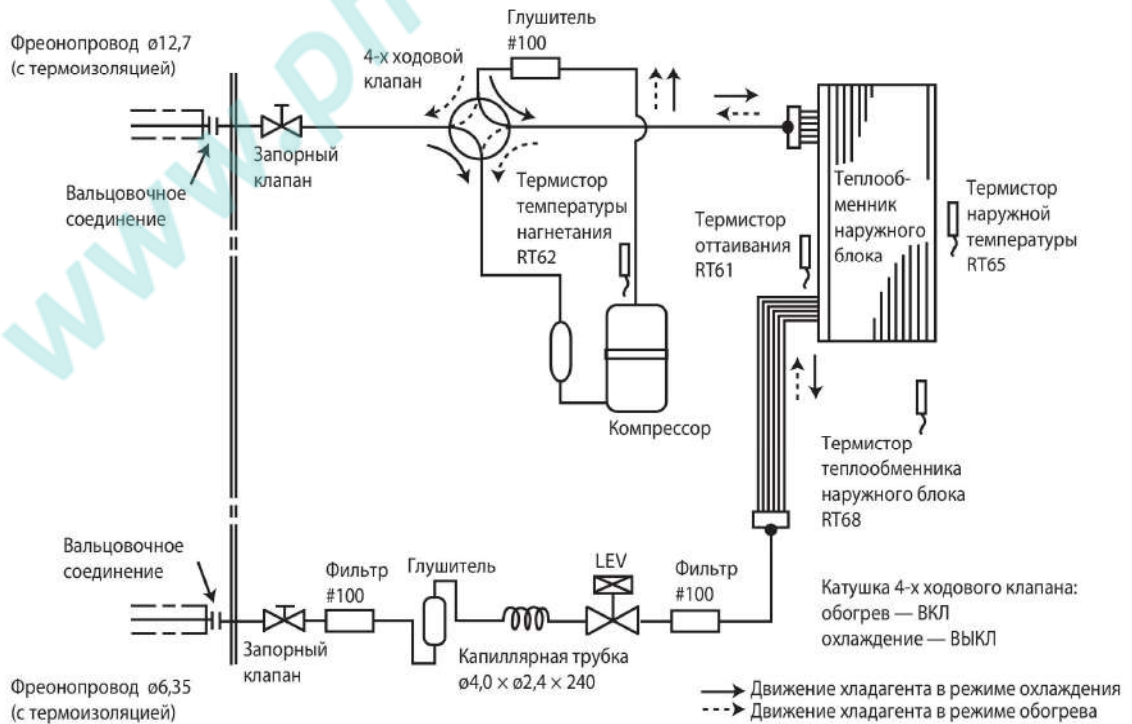 www.ph
Фреонопровод ø12,7
(с термоизоляцией)
4-х ходовой
клапан
Глушитель
#100
Запорный
клапан
Вальцовочное
соединение
Термистор
температуры
нагнетания
RT62
Компрессор
Термистор
оттаивания
RT61
Теплооб-
менник
наружного
блока
Термистор
наружной
температуры
RT65
Термистор
теплообменника
наружного блока
RT68
Вальцовочное
соединение
Запорный
клапан
Фильтр
#100
Глушитель
Капиллярная трубка
ø4,0 × ø2,4 × 240
LEV
Фильтр
#100
Катушка 4-х ходового клапана:
обогрев — ВКЛ
охлаждение — ВЫКЛ
Фреонопровод ø6,35
(с термоизоляцией)
Движение хладагента в режиме охлаждения
Движение хладагента в режиме обогрева